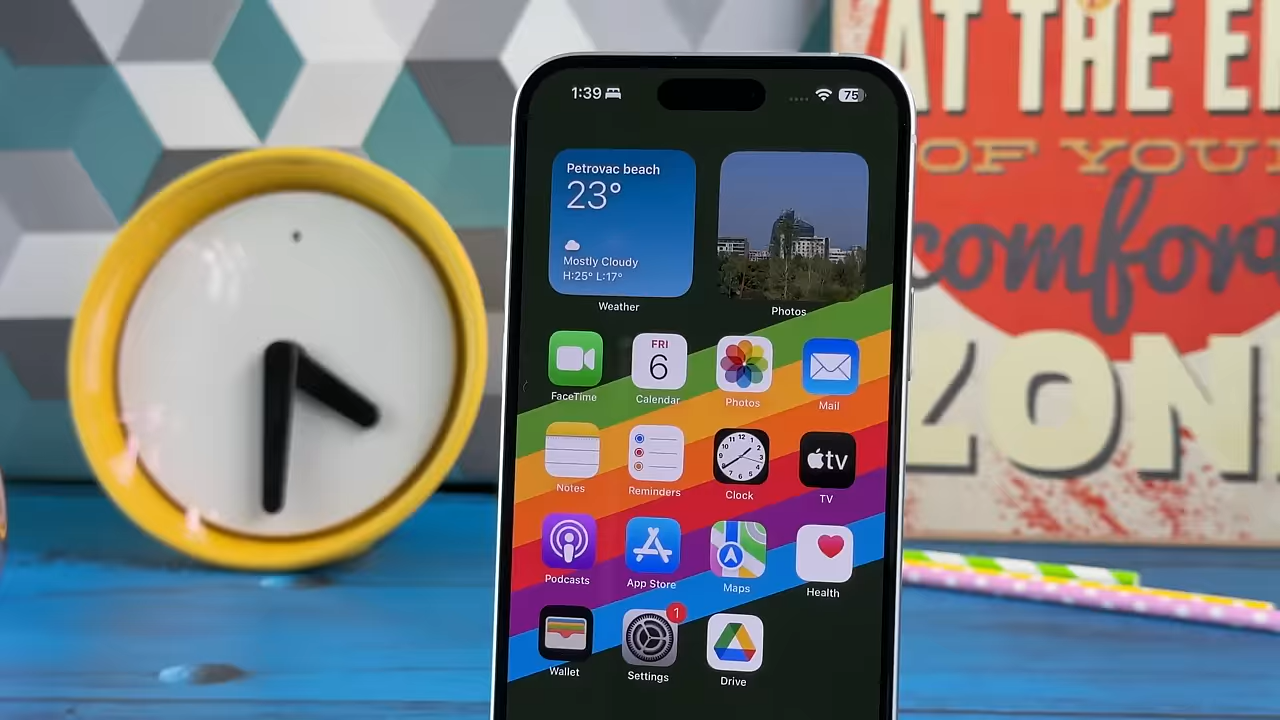 1:39
75
Petrovac beach
23°
Mostly Cloudy
H:25° L:17°
Weather
Photos
FRI
6
FaceTime
Calendar
Photos
Mail
tv
Notes
Reminders
Clock
TV
Podcasts
App Store
Maps
Health
1
Wallet
Settings
Drive
AT THE
OF
comfor
ZON